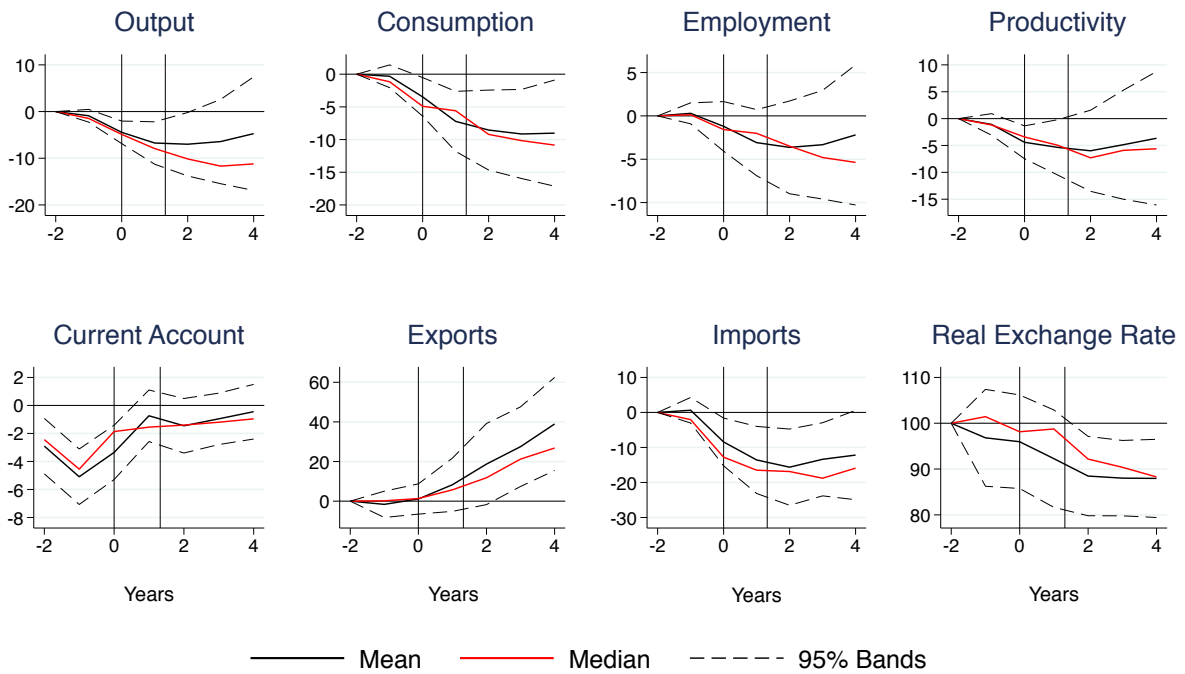 Output
10
0
-10
-20
-2 0 2 4
Consumption
0
-5
-10
-15
-20
-2 0 2 4
Employment
5
0
-5
-10
-2 0 2 4
Productivity
10
5
0
-5
-10
-15
-2 0 2 4
Current Account
2
0
-2
-4
-6
-8
-2 0 2 4
Years
Exports
60
40
20
0
-2 0 2 4
Years
Imports
10
0
-10
-20
-30
-2 0 2 4
Years
Real Exchange Rate
110
100
90
80
-2 0 2 4
Years
Mean Median 95% Bands